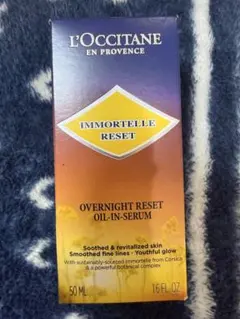 L'OCCITANE
EN PROVENCE
IMMORTELLE
RESET
OVERNIGHT RESET
OIL-IN-SERUM
Soothed & revitalized skin
Smoothed fine lines - Youthful glow
With sustainably-sourced immortelle from Corsica
& a powerful botanical complex
50 ML
1.6 FL.OZ